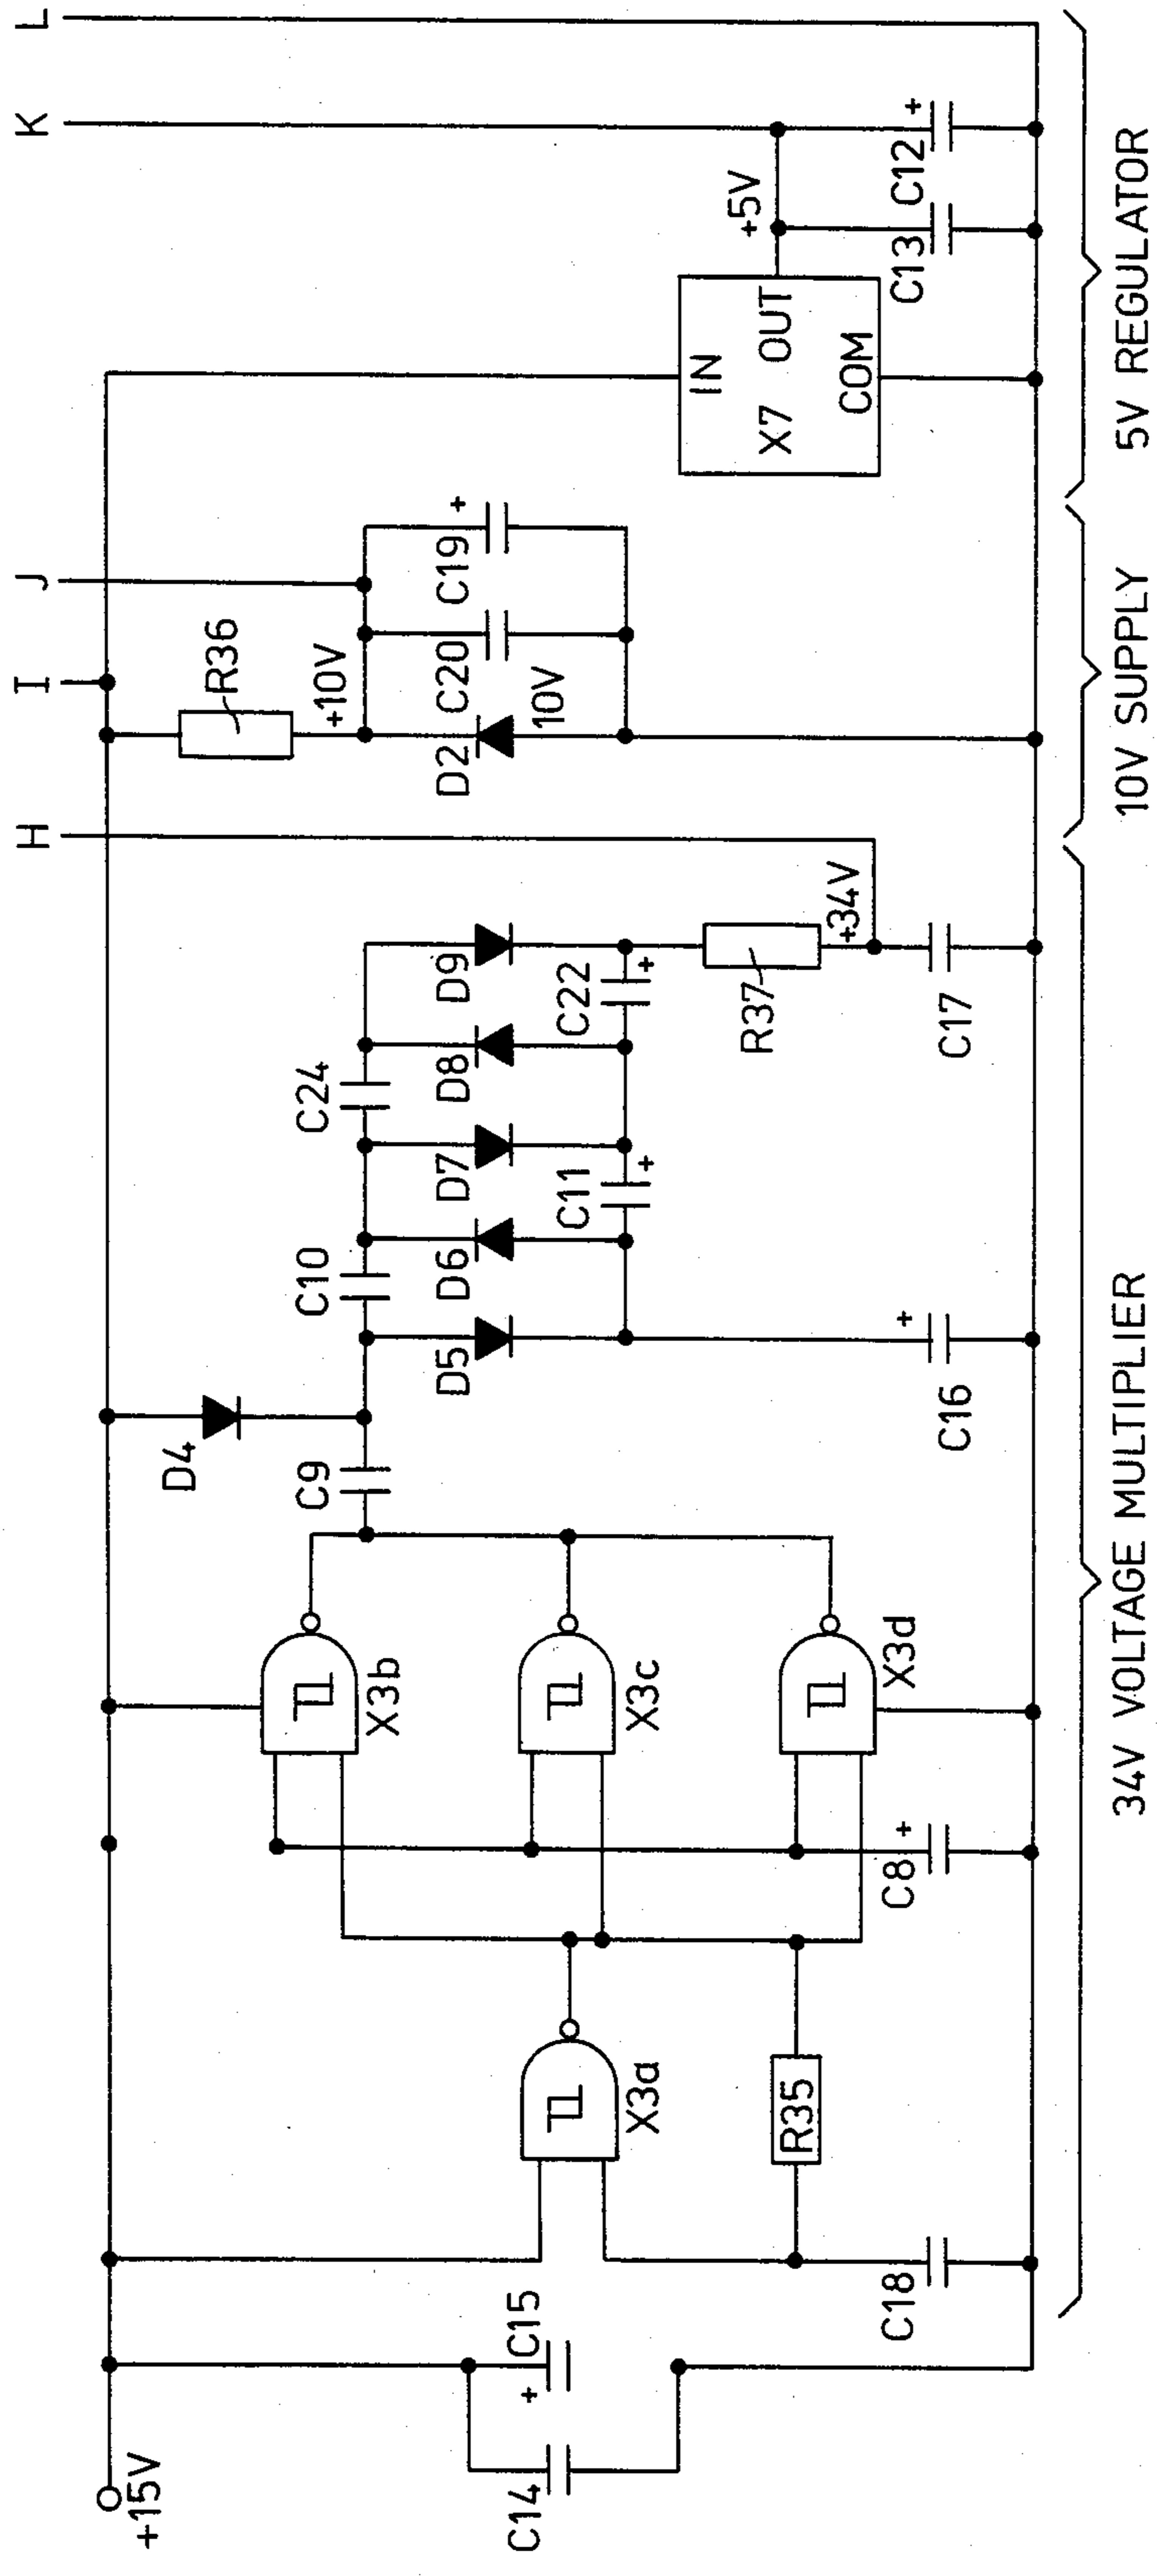 H
I
J
K
L
+15V
C14
+
C15
C18
R35
X3a
C8
+
X3b
X3c
X3d
C9
D4
C10
C24
D5
D6
D7
D8
D9
C11
+
C22
+
C16
+
R37
+34V
C17
R36
+10V
D2
10V
C20
C19
+
IN
X7 OUT
COM
+5V
C13
C12
+
34V VOLTAGE MULTIPLIER
10V SUPPLY
5V REGULATOR